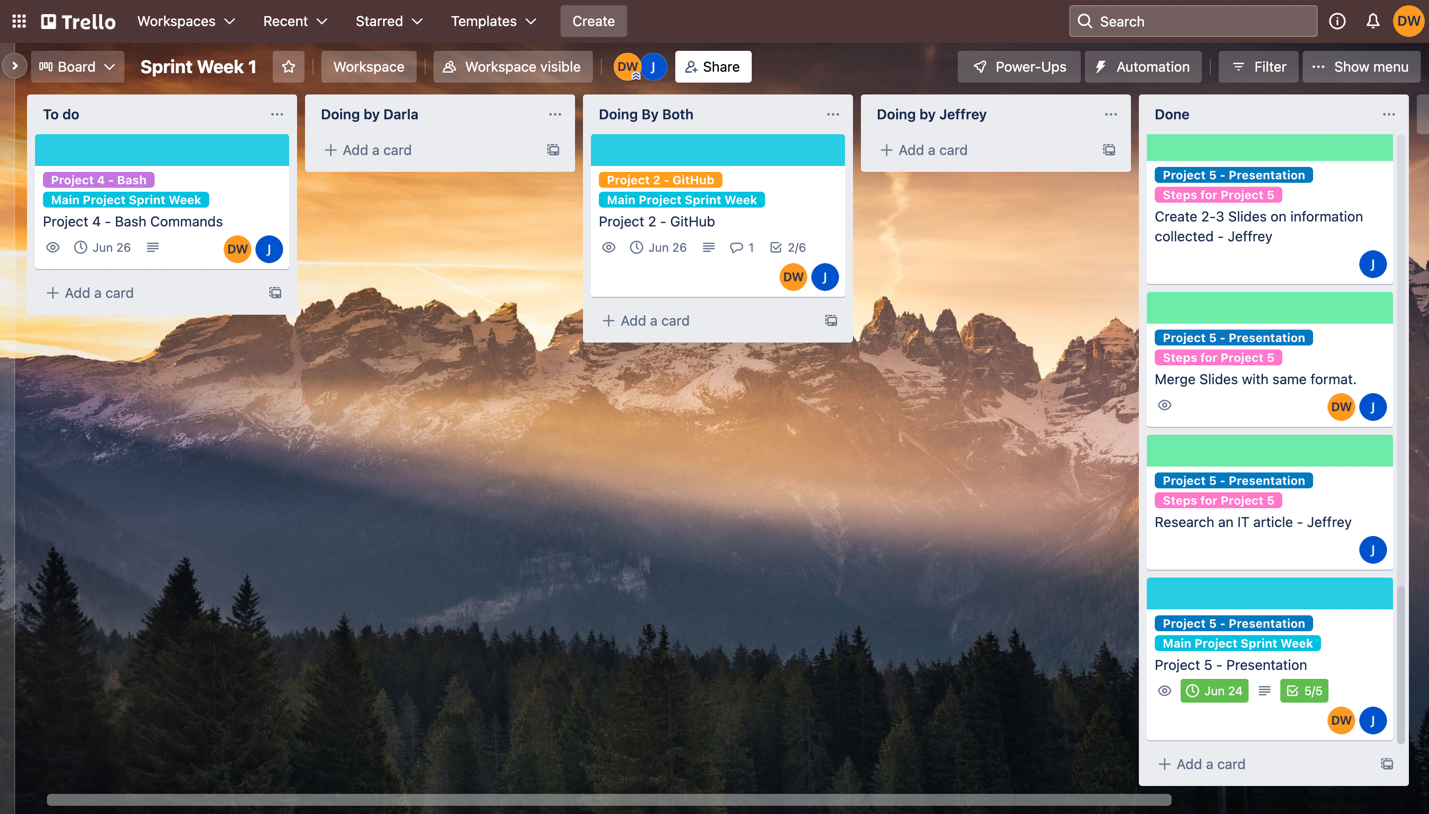 Trello
Workspaces
Recent
Starred
Templates
Create
Search
DW
Board
Sprint Week 1
Workspace
Workspace visible
DW
J
Share
Power-Ups
Automation
Filter
Show menu
To do
Project 4 - Bash
Main Project Sprint Week
Project 4 - Bash Commands
Jun 26
DW
J
+ Add a card
Doing by Darla
+ Add a card
Doing By Both
Project 2 - GitHub
Main Project Sprint Week
Project 2 - GitHub
Jun 26
1
2/6
DW
J
+ Add a card
Doing by Jeffrey
+ Add a card
Done
Project 5 - Presentation
Steps for Project 5
Create 2-3 Slides on information
collected - Jeffrey
J
Project 5 - Presentation
Steps for Project 5
Merge Slides with same format.
DW
J
Project 5 - Presentation
Steps for Project 5
Research an IT article - Jeffrey
J
Project 5 - Presentation
Main Project Sprint Week
Project 5 - Presentation
Jun 24
5/5
DW
J
+ Add a card